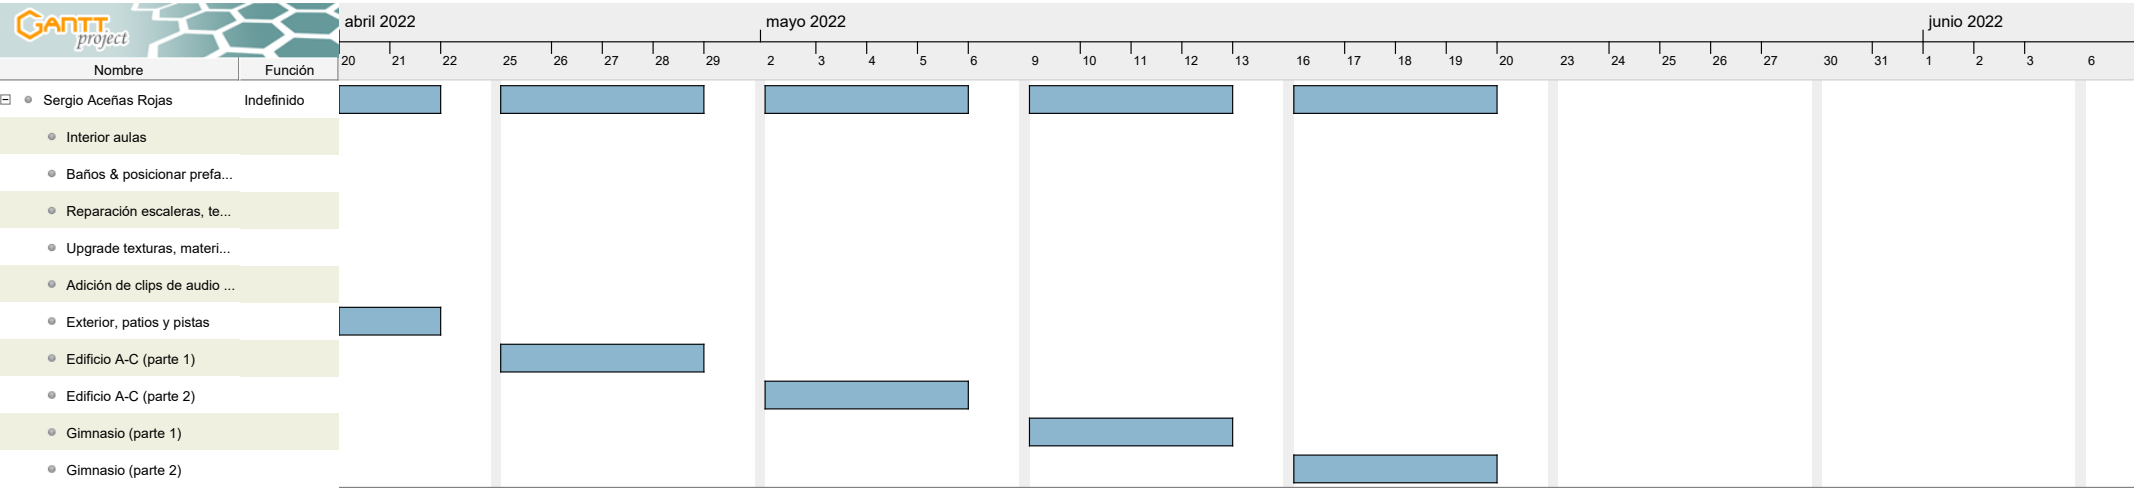 GANTT
project
abril 2022 mayo 2022 junio 2022
20 21 22 25 26 27 28 29 2 3 4 5 6 9 10 11 12 13 16 17 18 19 20 23 24 25 26 27 30 31 1 2 3 6
Nombre Función
Sergio Aceñas Rojas Indefinido
Interior aulas
Baños & posicionar prefa...
Reparación escaleras, te...
Upgrade texturas, materi...
Adición de clips de audio ...
Exterior, patios y pistas
Edificio A-C (parte 1)
Edificio A-C (parte 2)
Gimnasio (parte 1)
Gimnasio (parte 2)